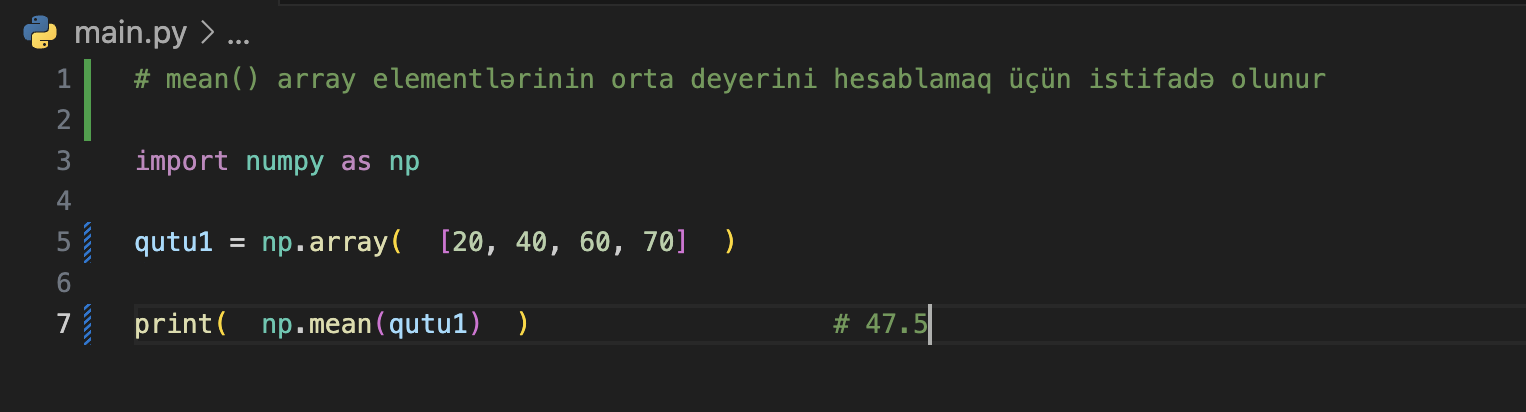 main.py > ...
1 # mean() array elementlərinin orta deyerini hesablamaq üçün istifadə olunur
2
3 import numpy as np
4
5 qutu1 = np.array(  [20, 40, 60, 70]  )
6
7 print(  np.mean(qutu1)  )                   # 47.5